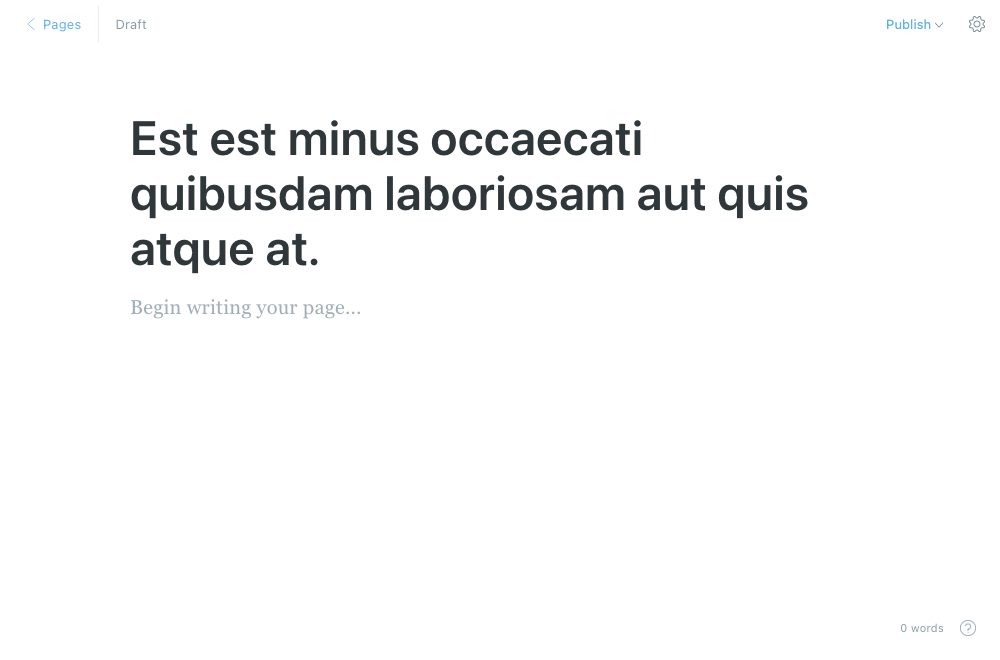 Pages
Draft
Publish
Est est minus occaecati
quibusdam laboriosam aut quis
atque at.
Begin writing your page...
0 words
?